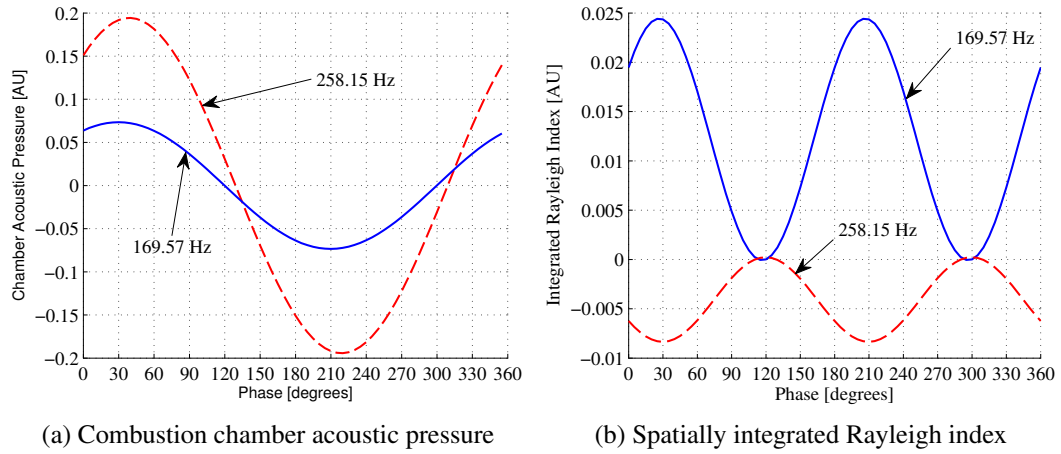 0.2
0.15
0.1
0.05
0
−0.05
−0.1
−0.15
−0.2
Chamber Acoustic Pressure [AU]
258.15 Hz
169.57 Hz
0 30 60 90 120 150 180 210 240 270 300 330 360
Phase [degrees]
(a) Combustion chamber acoustic pressure
0.025
0.02
0.015
0.01
0.005
0
−0.005
−0.01
Integrated Rayleigh Index [AU]
169.57 Hz
258.15 Hz
0 30 60 90 120 150 180 210 240 270 300 330 360
Phase [degrees]
(b) Spatially integrated Rayleigh index